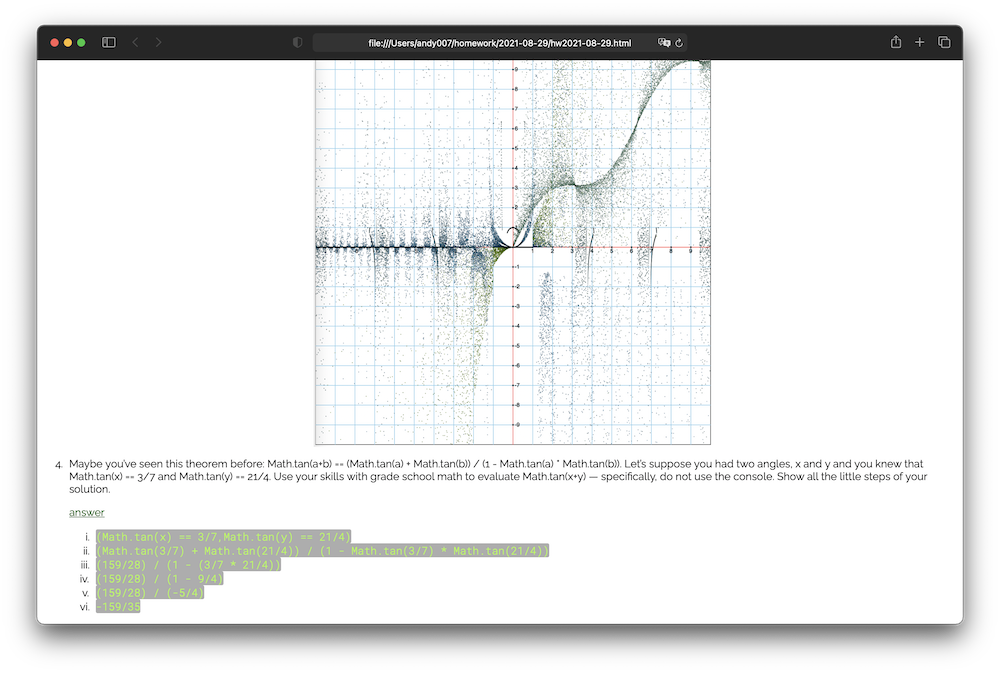 file:///Users/andy007/homework/2021-08-29/hw2021-08-29.html
9
8
7
6
5
4
3
2
1
1 2 3 4 5 6 7 8 9
-1
-2
-3
-4
-5
-6
-7
-8
-9
4. Maybe you've seen this theorem before: Math.tan(a+b) == (Math.tan(a) + Math.tan(b)) / (1 - Math.tan(a) * Math.tan(b)). Let's suppose you had two angles, x and y and you knew that
Math.tan(x) == 3/7 and Math.tan(y) == 21/4. Use your skills with grade school math to evaluate Math.tan(x+y) — specifically, do not use the console. Show all the little steps of your
solution.
answer
i. (Math.tan(x) == 3/7,Math.tan(y) == 21/4)
ii. (Math.tan(3/7) + Math.tan(21/4)) / (1 - Math.tan(3/7) * Math.tan(21/4))
iii. (159/28) / (1 - (3/7 * 21/4))
iv. (159/28) / (1 - 9/4)
v. (159/28) / (-5/4)
vi. -159/35